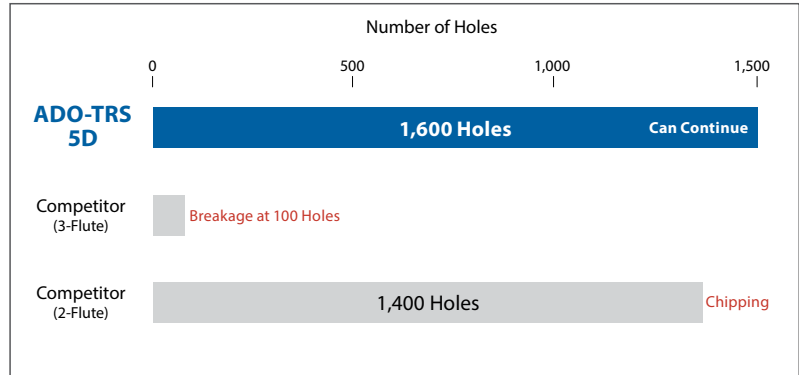 Number of Holes
0 500 1,000 1,500
ADO-TRS
5D
1,600 Holes Can Continue
Competitor
(3-Flute)
Breakage at 100 Holes
Competitor
(2-Flute)
1,400 Holes Chipping